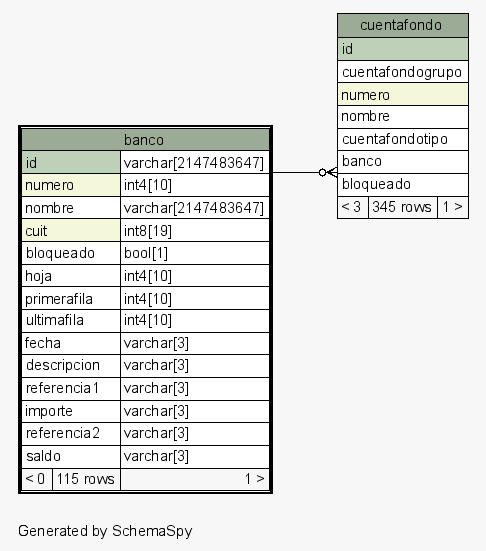 cuentafondo
id
cuentafondogrupo
numero
nombre
cuentafondotipo
banco
bloqueado
< 3 345 rows 1 >
banco
id varchar[2147483647]
numero int4[10]
nombre varchar[2147483647]
cuit int8[19]
bloqueado bool[1]
hoja int4[10]
primerafila int4[10]
ultimafila int4[10]
fecha varchar[3]
descripcion varchar[3]
referencia1 varchar[3]
importe varchar[3]
referencia2 varchar[3]
saldo varchar[3]
< 0 115 rows 1 >
Generated by SchemaSpy